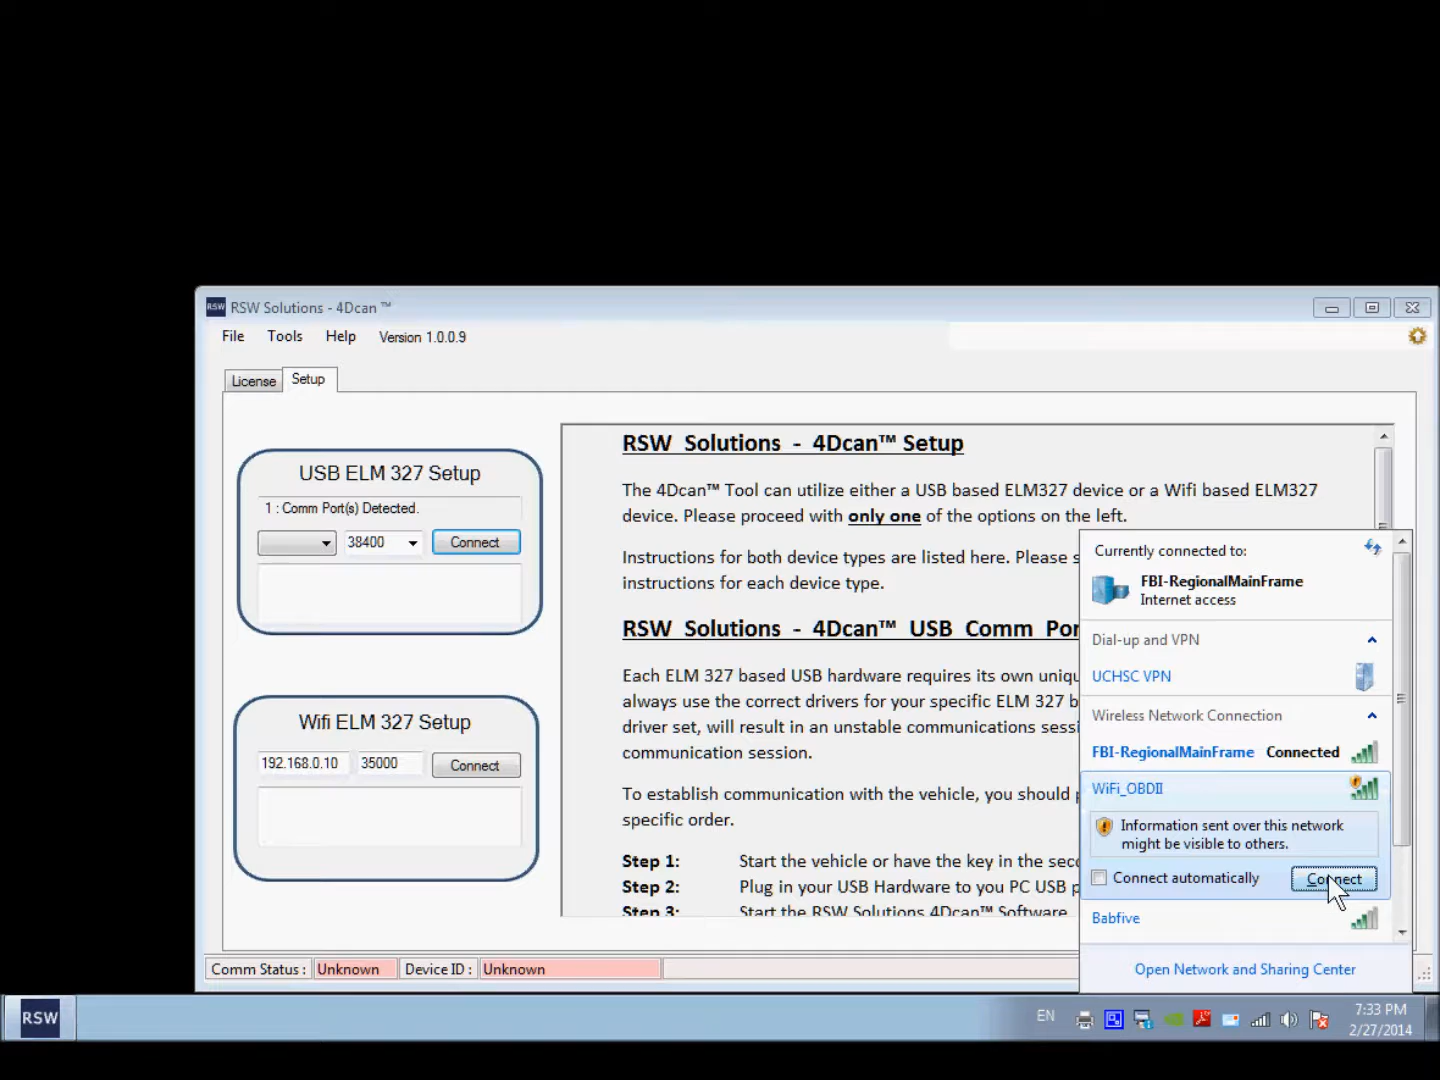 RSW RSW Solutions - 4Dcan ™
File Tools Help Version 1.0.0.9
License Setup
USB ELM 327 Setup
1 : Comm Port(s) Detected.
38400 Connect
Wifi ELM 327 Setup
192.168.0.10 35000 Connect
RSW Solutions - 4Dcan™ Setup
The 4Dcan™ Tool can utilize either a USB based ELM327 device or a Wifi based ELM327
device. Please proceed with only one of the options on the left.
Instructions for both device types are listed here. Please s
instructions for each device type.
RSW Solutions - 4Dcan™ USB Comm Por
Each ELM 327 based USB hardware requires its own uniqu
always use the correct drivers for your specific ELM 327 b
driver set, will result in an unstable communications sessi
communication session.
To establish communication with the vehicle, you should p
specific order.
Step 1: Start the vehicle or have the key in the seco
Step 2: Plug in your USB Hardware to you PC USB p
Step 3: Start the RSW Solutions 4Dcan™ Software
Currently connected to:
FBI-RegionalMainFrame
Internet access
Dial-up and VPN
UCHSC VPN
Wireless Network Connection
FBI-RegionalMainFrame Connected
WiFi_OBDII
Information sent over this network
might be visible to others.
Connect automatically Connect
Babfive
Open Network and Sharing Center
Comm Status : Unknown Device ID : Unknown
RSW
EN
7:33 PM
2/27/2014